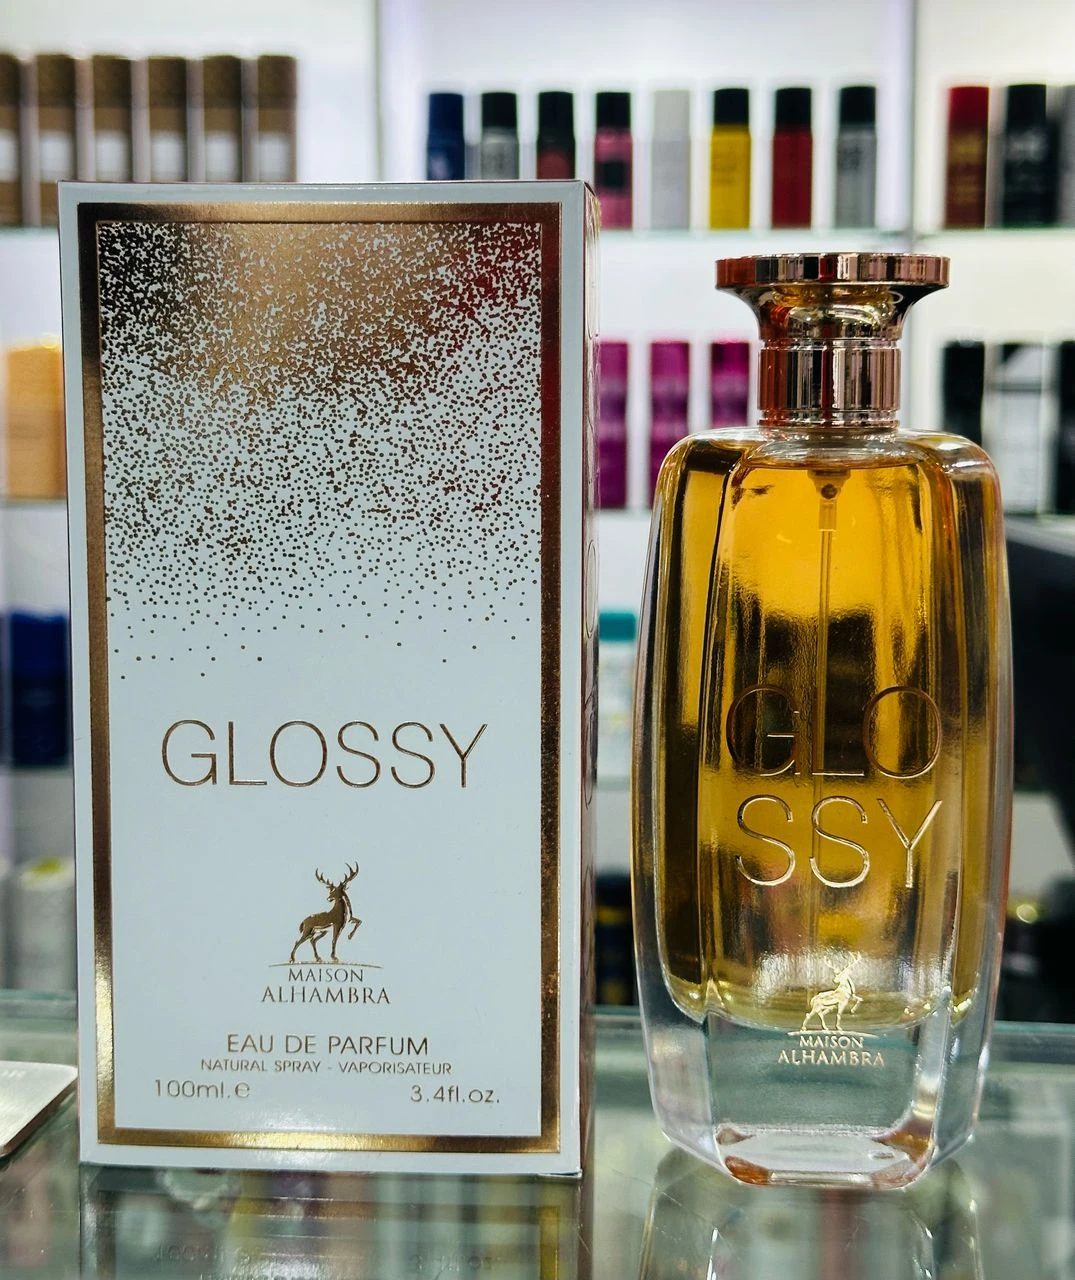 GLOSSY
MAISON
ALHAMBRA
EAU DE PARFUM
NATURAL SPRAY - VAPORISATEUR
100ml.e 3.4fl.oz.
GLO
SSY
MAISON
ALHAMBRA